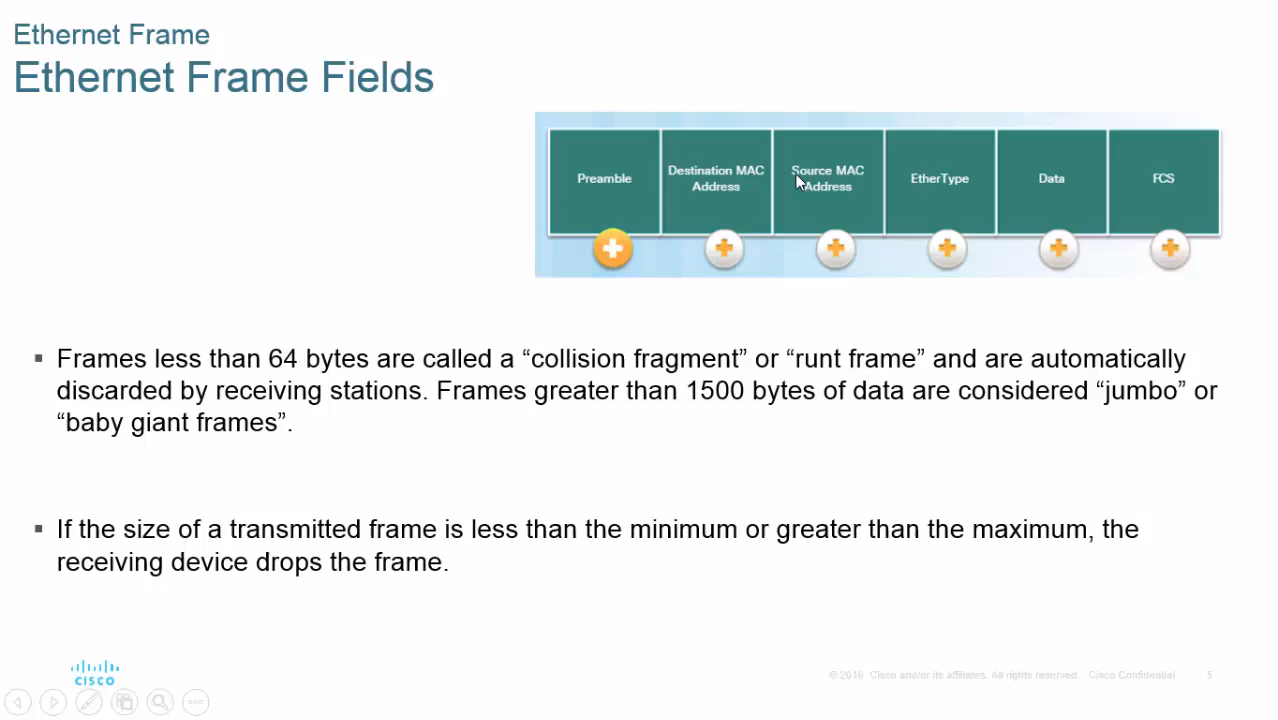 Ethernet Frame
Ethernet Frame Fields
Preamble
Destination MAC
Address
Source MAC
Address
EtherType
Data
FCS
▪ Frames less than 64 bytes are called a “collision fragment” or “runt frame” and are automatically
discarded by receiving stations. Frames greater than 1500 bytes of data are considered “jumbo” or
“baby giant frames”.
▪ If the size of a transmitted frame is less than the minimum or greater than the maximum, the
receiving device drops the frame.
CISCO
© 2016 Cisco and/or its affiliates. All rights reserved. Cisco Confidential 5